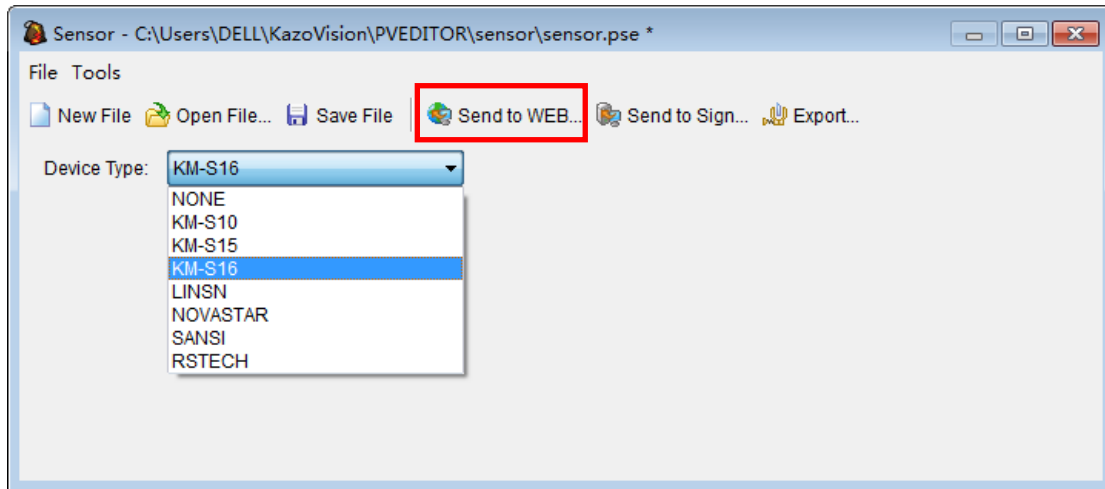 Sensor - C:\Users\DELL\KazoVision\PVEDITOR\sensor\sensor.pse *
File Tools
New File Open File... Save File Send to WEB... Send to Sign... Export...
Device Type: KM-S16
NONE
KM-S10
KM-S15
KM-S16
LINSN
NOVASTAR
SANSI
RSTECH